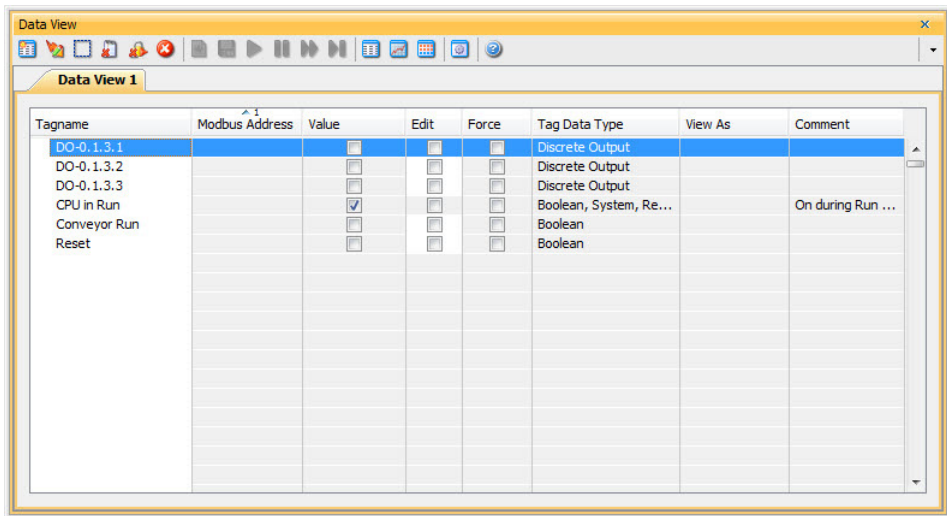 Data View
Data View 1
1
Tagname Modbus Address Value Edit Force Tag Data Type View As Comment
DO-0.1.3.1 Discrete Output
DO-0.1.3.2 Discrete Output
DO-0.1.3.3 Discrete Output
CPU in Run Boolean, System, Re... On during Run ...
Conveyor Run Boolean
Reset Boolean